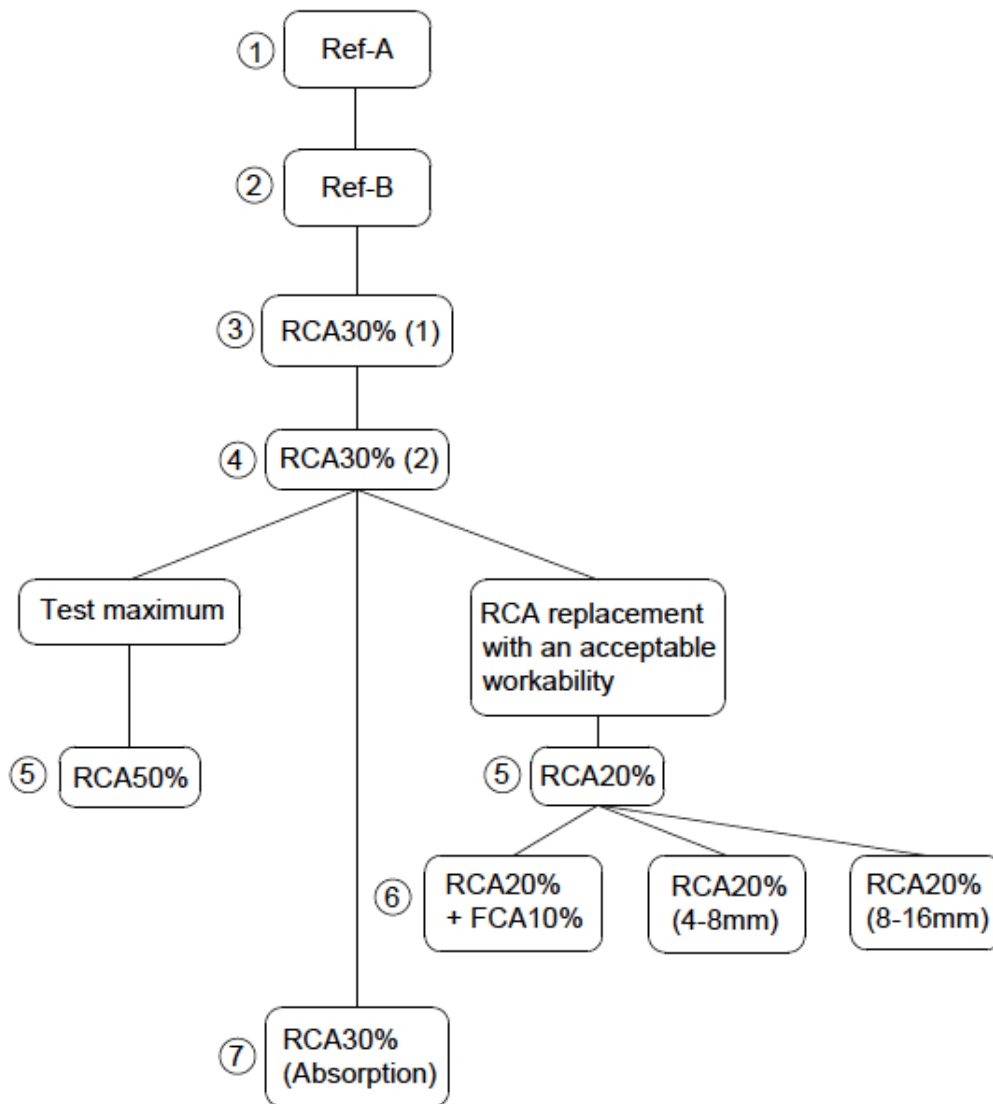 ① Ref-A
② Ref-B
③ RCA30% (1)
④ RCA30% (2)
Test maximum
RCA replacement
with an acceptable
workability
⑤ RCA50%
⑤ RCA20%
⑥ RCA20%
+ FCA10%
RCA20%
(4-8mm)
RCA20%
(8-16mm)
⑦ RCA30%
(Absorption)